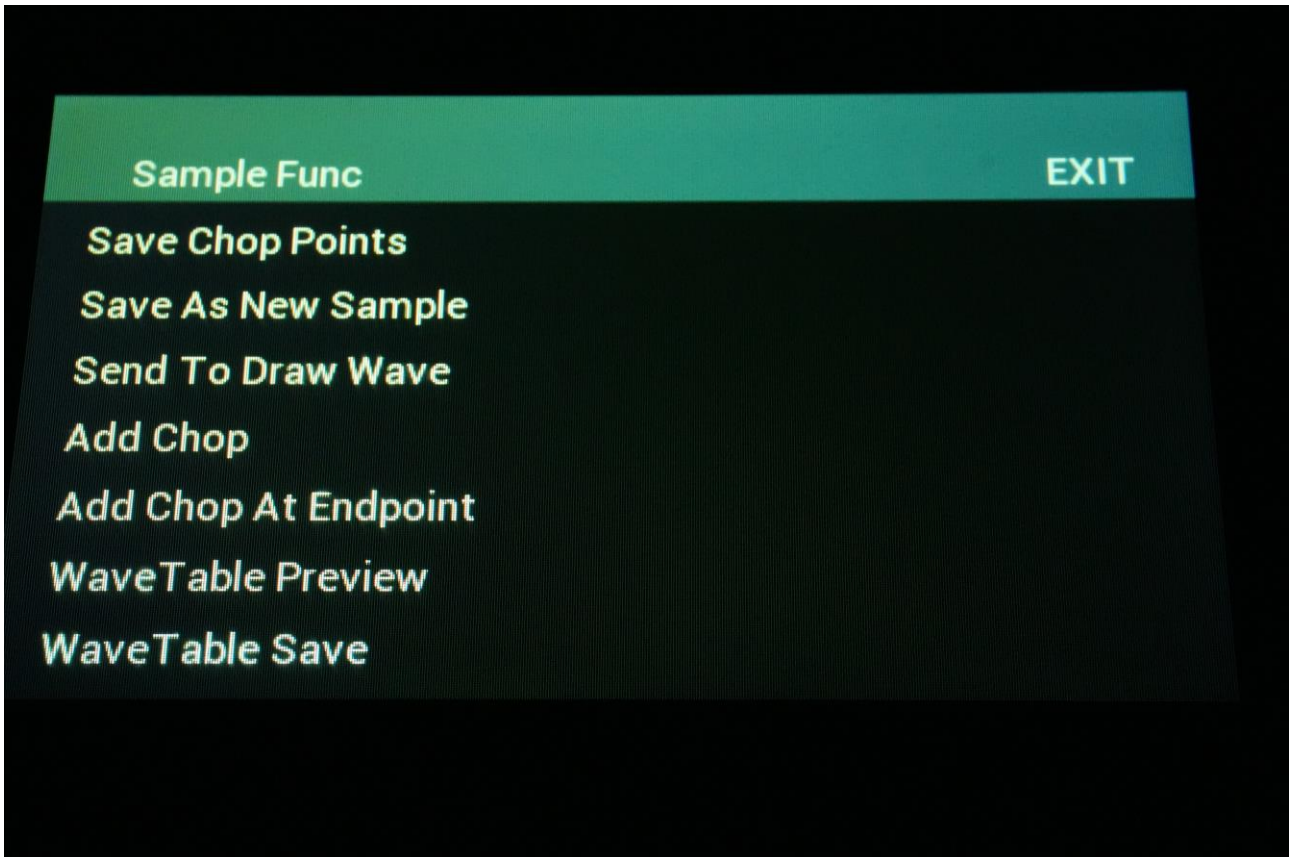 Sample Func EXIT
Save Chop Points
Save As New Sample
Send To Draw Wave
Add Chop
Add Chop At Endpoint
WaveTable Preview
WaveTable Save